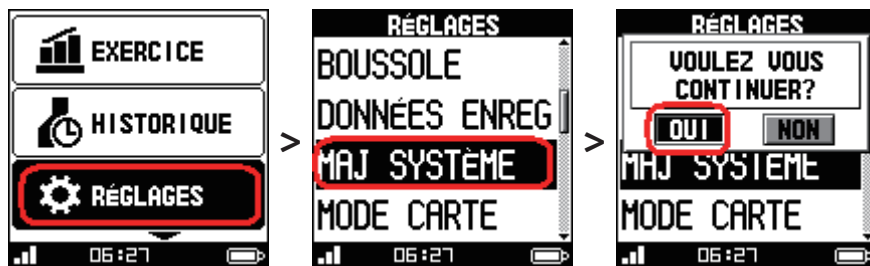 EXERCICE
HISTORIQUE
RÉGLAGES
06:27
>
RÉGLAGES
BOUSSOLE
DONNÉES ENREG
MAJ SYSTÈME
MODE CARTE
06:27
>
RÉGLAGES
VOULEZ VOUS
CONTINUER?
OUI NON
MAJ SYSTÈME
MODE CARTE
06:27